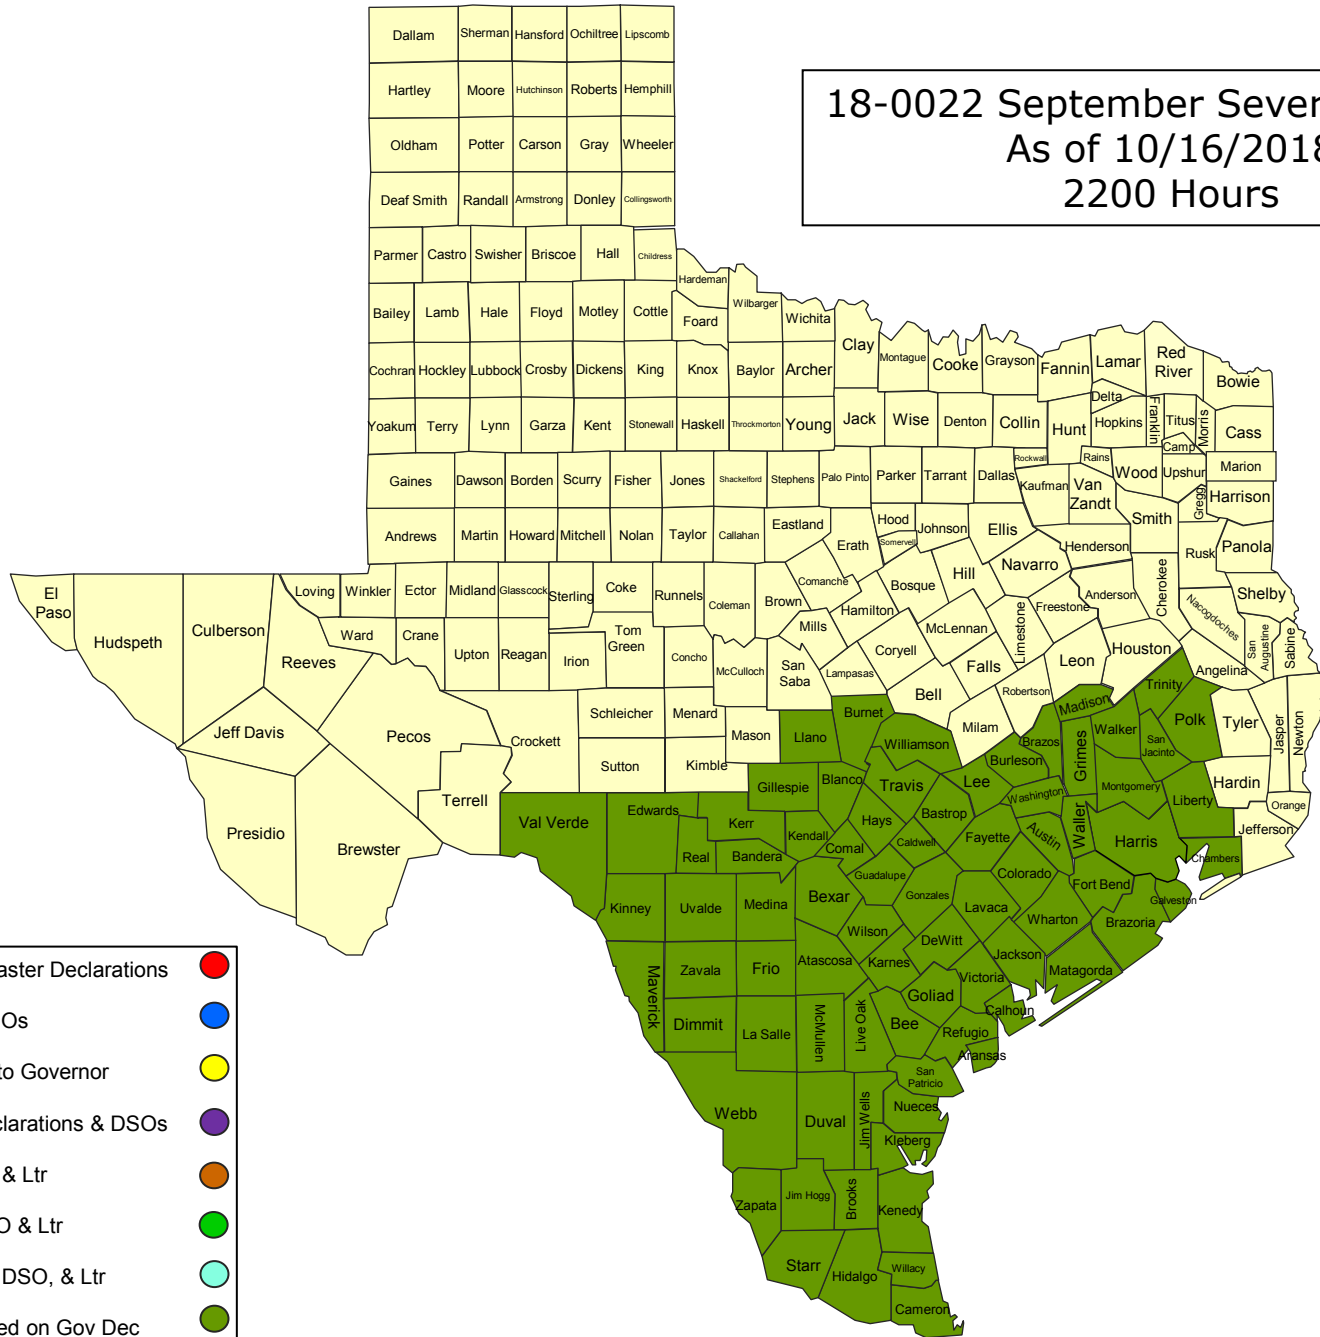 Dallam Sherman Hansford Ochiltree Lipscomb
Hartley Moore Hutchinson Roberts Hemphill
18-0022 September Sever
As of 10/16/2018
2200 Hours
Oldham Potter Carson Gray Wheeler
Deaf Smith Randall Armstrong Donley Collingsworth
Parmer Castro Swisher Briscoe Hall Childress
Hardeman
Bailey Lamb Hale Floyd Motley Cottle Foard Wilbarger Wichita
Clay Montague Cooke Grayson Fannin Lamar Red
River Bowie
Cochran Hockley Lubbock Crosby Dickens King Knox Baylor Archer
Delta
Yoakum Terry Lynn Garza Kent Stonewall Haskell Throckmorton Young Jack Wise Denton Collin Hunt Hopkins Franklin Titus Morris Cass
Camp
Rockwall Rains
Gaines Dawson Borden Scurry Fisher Jones Shackelford Stephens Palo Pinto Parker Tarrant Dallas Kaufman Van
Zandt Wood Upshur Marion
Gregg Harrison
Andrews Martin Howard Mitchell Nolan Taylor Callahan Eastland Erath Hood Somervell Johnson Ellis Henderson Smith Rusk Panola
El
Paso Hudspeth Culberson Loving Winkler Ector Midland Glasscock Sterling Coke Runnels Coleman Brown Comanche Hamilton Bosque Hill Navarro Freestone Anderson Cherokee Nacogdoches Shelby
Reeves Ward Crane Upton Reagan Irion Tom
Green Concho McCulloch San
Saba Mills Lampasas Coryell McLennan Limestone Falls Leon Houston Angelina San
Augustine Sabine
Bell Robertson Milam Madison Trinity Polk Tyler Jasper Newton
Jeff Davis Pecos Crockett Schleicher Menard Mason Llano Burnet Williamson Brazos Burleson Grimes Walker San
Jacinto
Sutton Kimble Gillespie Blanco Travis Lee Washington Montgomery Liberty Hardin Orange
Presidio Brewster Terrell Val Verde Edwards Kerr Kendall Hays Bastrop Caldwell Fayette Austin Waller Harris Jefferson Chambers
Real Bandera Comal Guadalupe Gonzales Colorado Fort Bend Galveston
Kinney Uvalde Medina Bexar Wilson Lavaca Wharton Brazoria
Maverick Zavala Frio Atascosa Karnes DeWitt Jackson Matagorda
Victoria Goliad Calhoun
Dimmit La Salle McMullen Live Oak Bee Refugio Aransas
San
Patricio
Webb Duval Jim Wells Nueces
Kleberg
Zapata Jim Hogg Brooks Kenedy
Starr Hidalgo Willacy
Cameron
aster Declarations
Os
to Governor
clarations & DSOs
& Ltr
O & Ltr
DSO, & Ltr
ed on Gov Dec